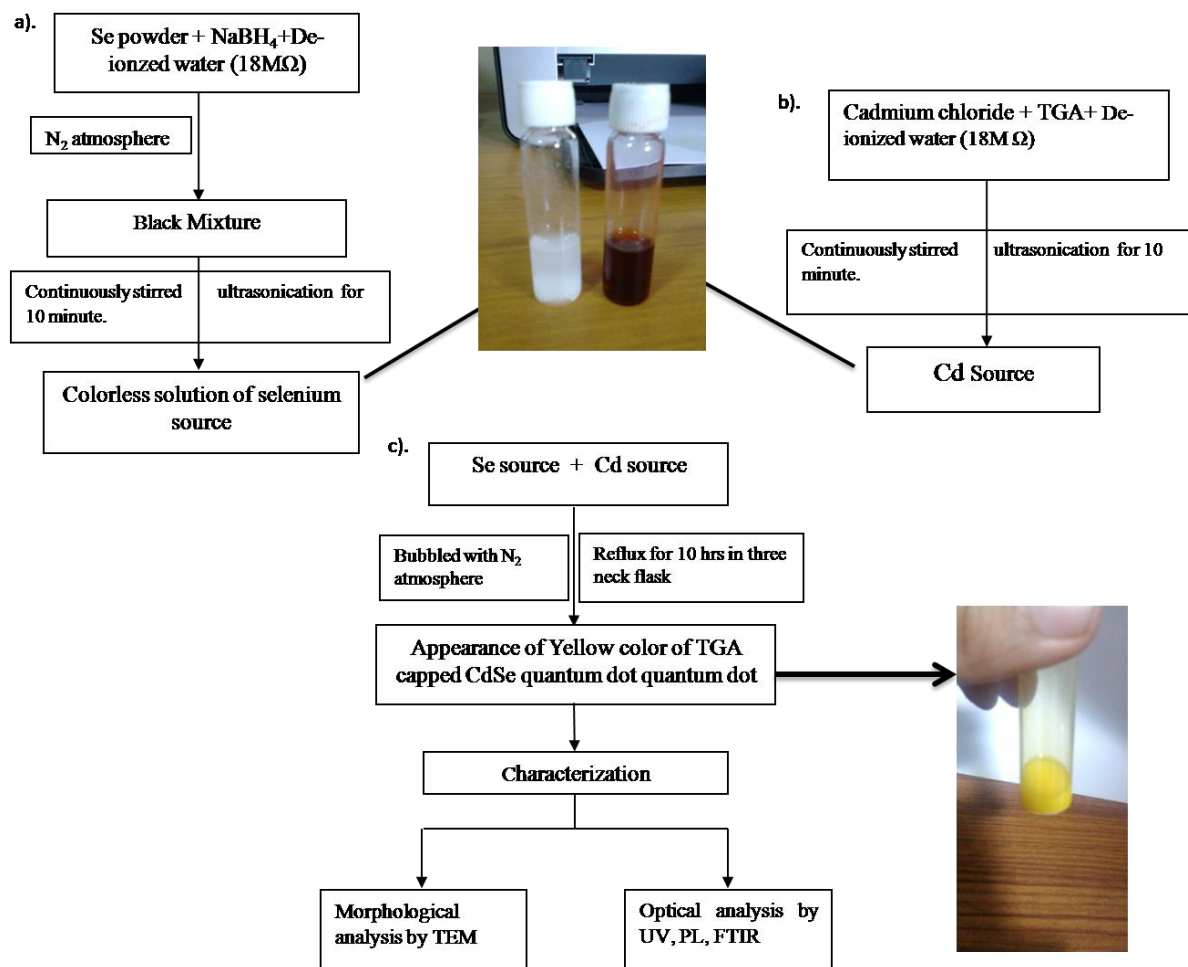 a).
Se powder + NaBH₄+De-
ionzed water (18MΩ)
N₂ atmosphere
Black Mixture
Continuously stirred ultrasonication for
10 minute.
Colorless solution of selenium
source
b).
Cadmium chloride + TGA+ De-
ionized water (18M Ω)
Continuously stirred ultrasonication for 10
minute.
Cd Source
c).
Se source + Cd source
Bubbled with N₂
atmosphere
Reflux for 10 hrs in three
neck flask
Appearance of Yellow color of TGA
capped CdSe quantum dot quantum dot
Characterization
Morphological
analysis by TEM
Optical analysis by
UV, PL, FTIR